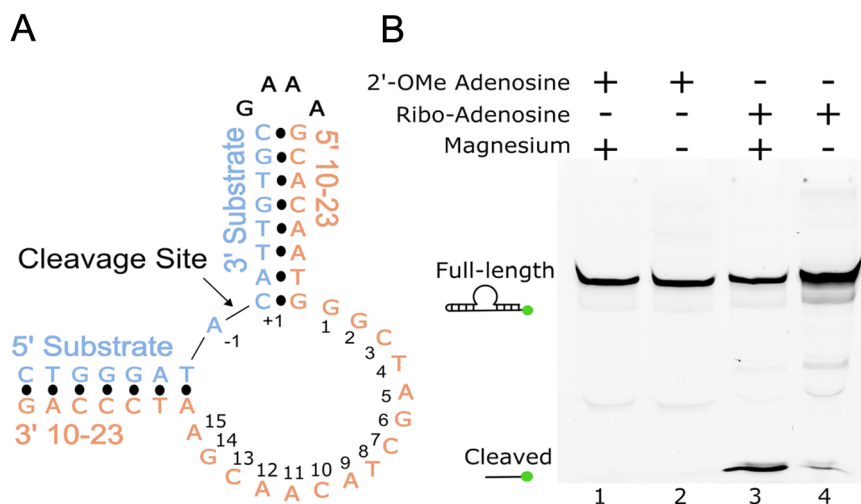 A
A A
G A
C G
G C
T A
G C
T A
T A
A T
C G
3' Substrate
5' 10-23
Cleavage Site
+1
A
-1
5' Substrate
C T G G G A T
G A C C C T A
3' 10-23
G G C T A G C T A C A A C G A
1 2 3 4 5 6 7 8 9 10 11 12 13 14 15
B
2'-OMe Adenosine + + - -
Ribo-Adenosine - - + +
Magnesium + - + -
Full-length
Cleaved
1 2 3 4